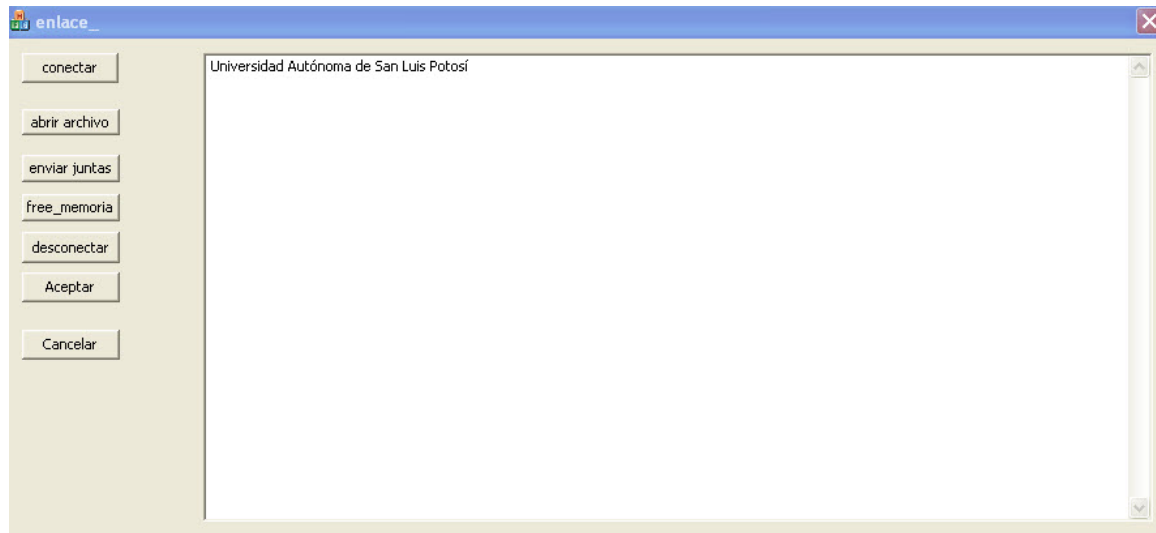 enlace_
conectar
Universidad Autónoma de San Luis Potosí
abrir archivo
enviar juntas
free_memoria
desconectar
Aceptar
Cancelar